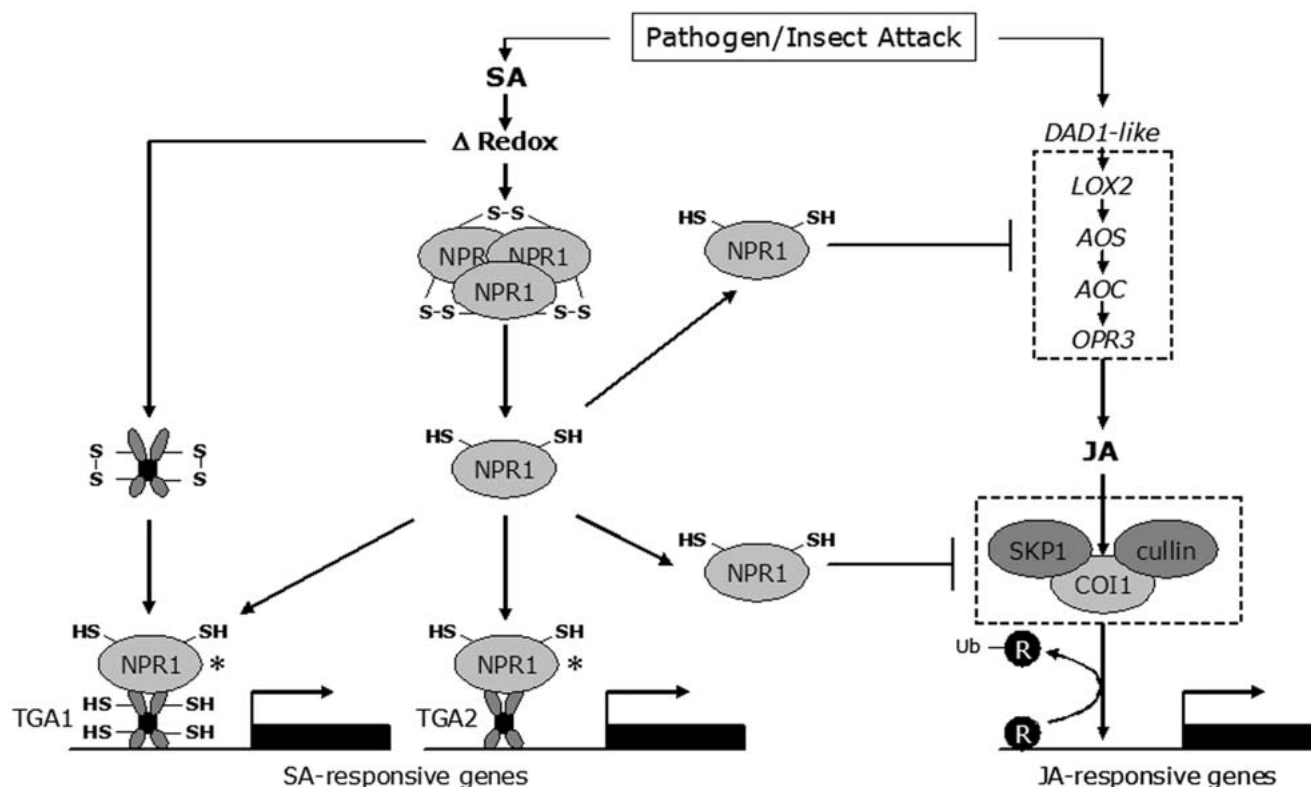 Pathogen/Insect Attack
SA
Δ Redox
DAD1-like
LOX2
AOS
AOC
OPR3
S-S
NPR
NPR1
NPR1
S-S
S-S
HS
SH
NPR1
HS
SH
NPR1
S
S
S
S
JA
SKP1
cullin
COI1
HS
SH
NPR1
HS
SH
NPR1
*
HS
SH
HS
SH
TGA1
HS
SH
NPR1
*
TGA2
Ub
R
R
SA-responsive genes
JA-responsive genes